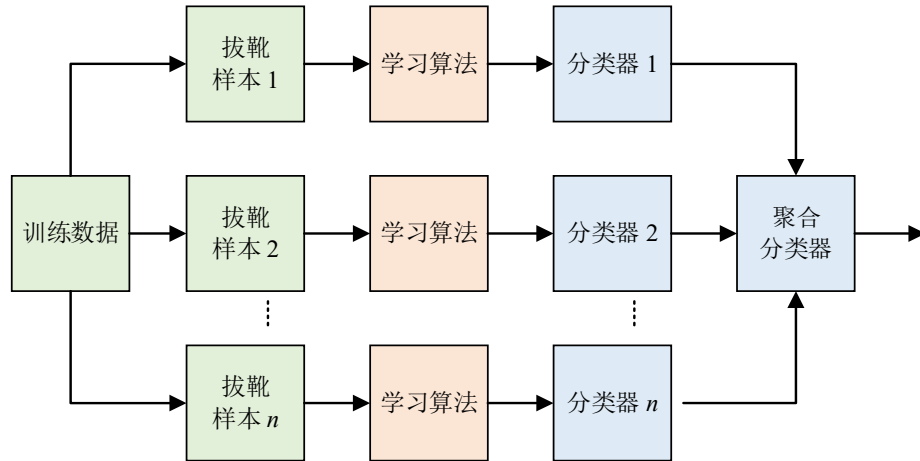 拔靴
样本 1
学习算法
分类器 1
训练数据
拔靴
样本 2
学习算法
分类器 2
聚合
分类器
拔靴
样本 n
学习算法
分类器 n